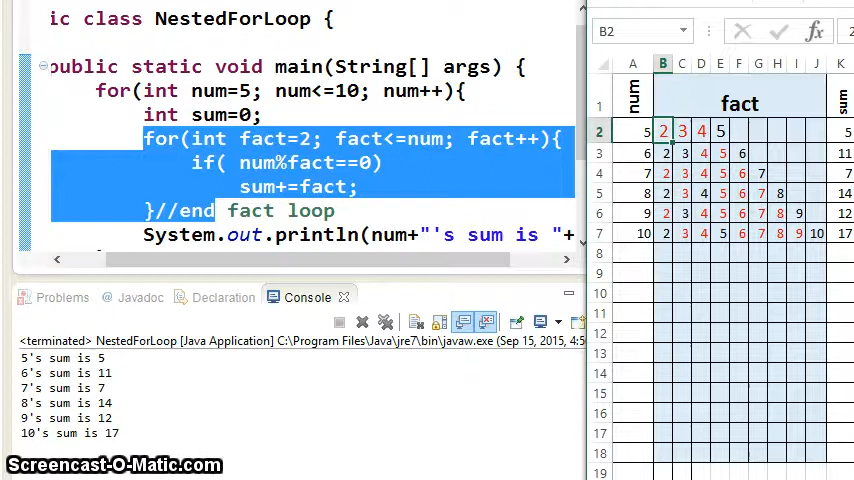 ic class NestedForLoop {
public static void main(String[] args) {
for(int num=5; num<=10; num++){
int sum=0;
for(int fact=2; fact<=num; fact++){
if( num%fact==0)
sum+=fact;
}//end fact loop
System.out.println(num+"'s sum is "+
Problems @ Javadoc Declaration Console
<terminated> NestedForLoop [Java Application] C:\Program Files\Java\jre7\bin\javaw.exe (Sep 15, 2015, 4:5
5's sum is 5
6's sum is 11
7's sum is 7
8's sum is 14
9's sum is 12
10's sum is 17
Screencast-O-Matic.com
B2 fx 2
A B C D E F G H I J K
1 num fact sum
2 5 2 3 4 5 5
3 6 2 3 4 5 6 11
4 7 2 3 4 5 6 7 7
5 8 2 3 4 5 6 7 8 14
6 9 2 3 4 5 6 7 8 9 12
7 10 2 3 4 5 6 7 8 9 10 17
8
9
10
11
12
13
14
15
16
17
18
19